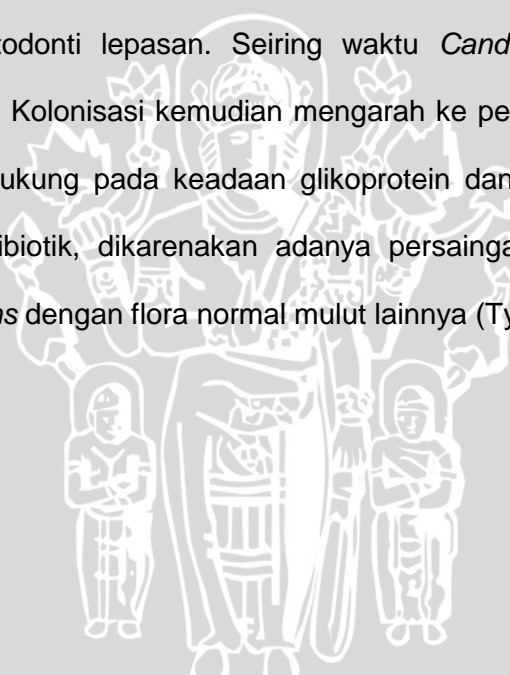 todonti lepasan. Seiring waktu Cand
Kolonisasi kemudian mengarah ke pe
ukung pada keadaan glikoprotein dan
ibiotik, dikarenakan adanya persainga
ns dengan flora normal mulut lainnya (Ty